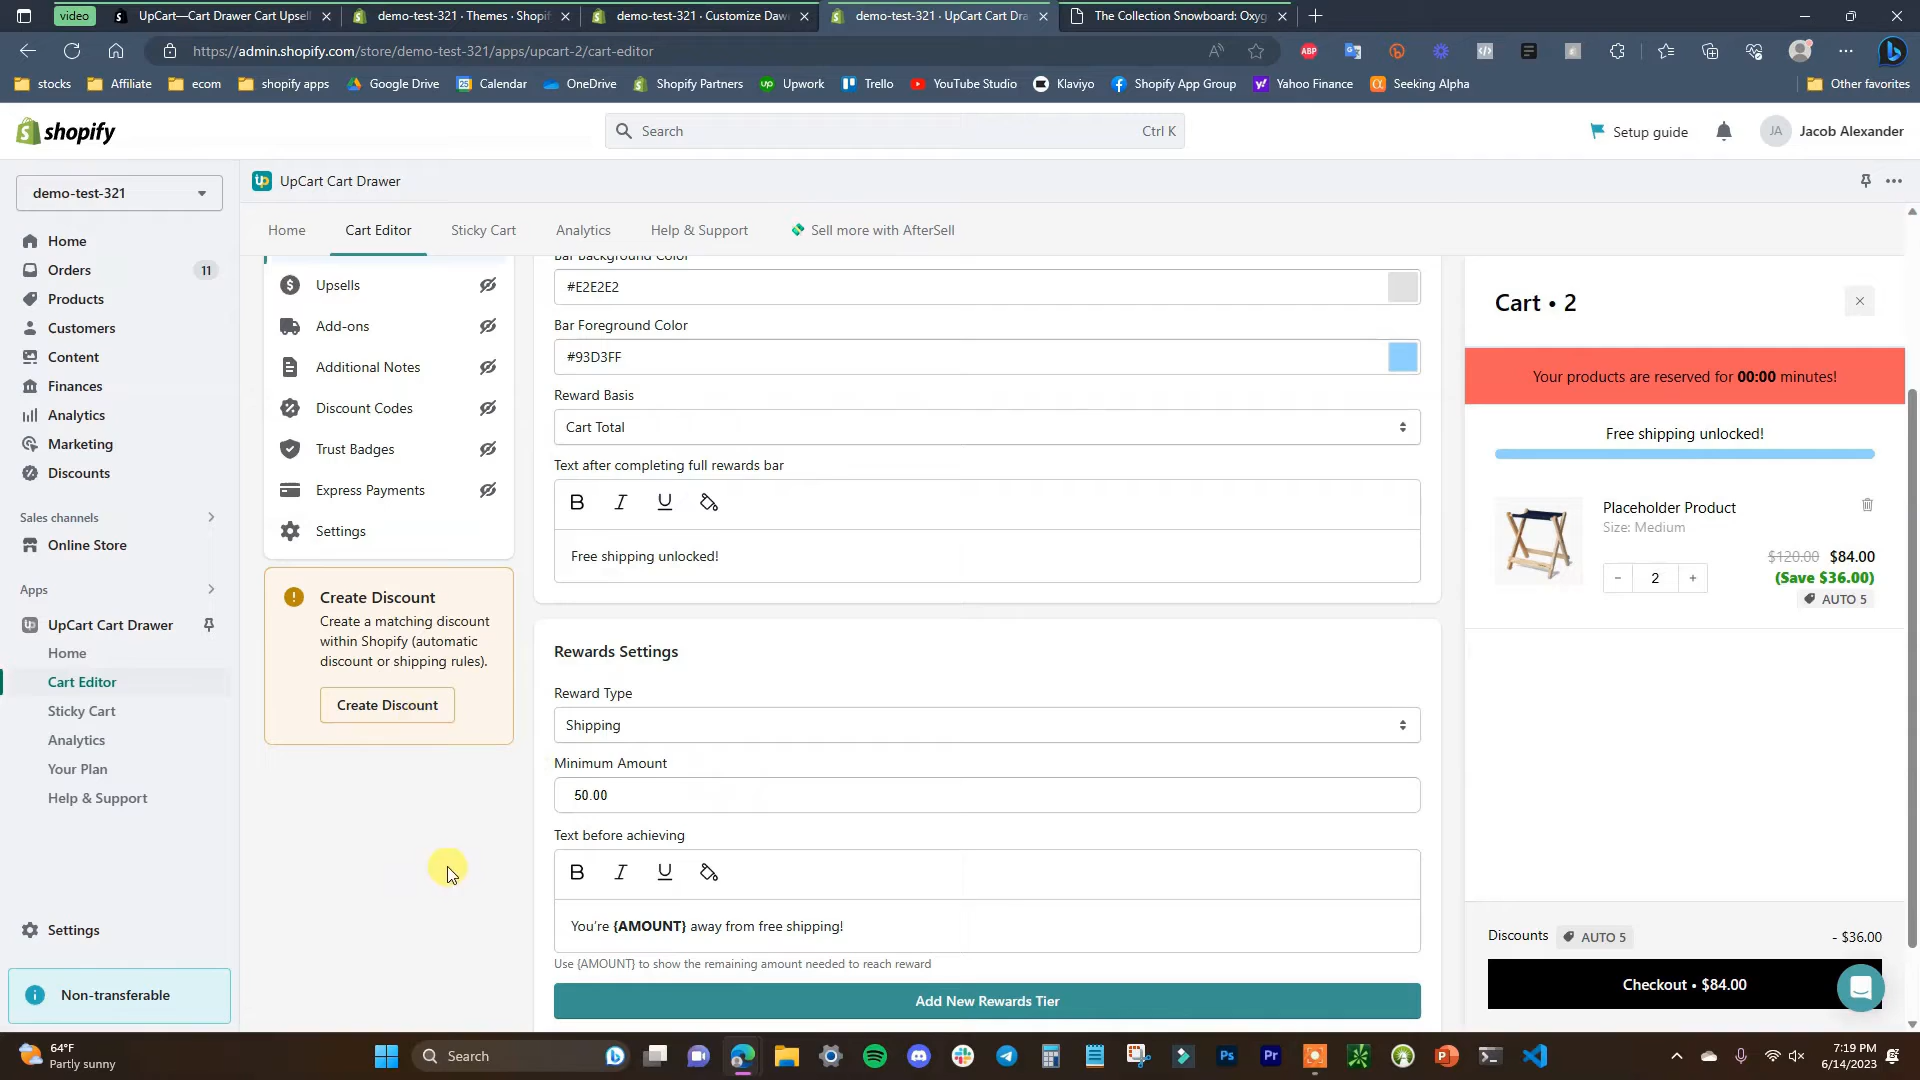 video
UpCart—Cart Drawer Cart Upsell
demo-test-321 · Themes · Shopif
demo-test-321 · Customize Daw
demo-test-321 · UpCart Cart Dra
The Collection Snowboard: Oxyg
https://admin.shopify.com/store/demo-test-321/apps/upcart-2/cart-editor
ABP
stocks
Affiliate
ecom
shopify apps
Google Drive
25
Calendar
OneDrive
Shopify Partners
up
Upwork
Trello
YouTube Studio
Klaviyo
Shopify App Group
Yahoo Finance
Seeking Alpha
Other favorites
shopify
Search
Ctrl K
Setup guide
JA
Jacob Alexander
demo-test-321
UpCart Cart Drawer
Home
Cart Editor
Sticky Cart
Analytics
Help & Support
Sell more with AfterSell
Home
Orders
11
Products
Customers
Content
Finances
Analytics
Marketing
Discounts
Sales channels
Online Store
Apps
UpCart Cart Drawer
Home
Cart Editor
Sticky Cart
Analytics
Your Plan
Help & Support
Settings
Non-transferable
Upsells
Add-ons
Additional Notes
Discount Codes
Trust Badges
Express Payments
Settings
Create Discount
Create a matching discount
within Shopify (automatic
discount or shipping rules).
Create Discount
Bar Background Color
#E2E2E2
Bar Foreground Color
#93D3FF
Reward Basis
Cart Total
Text after completing full rewards bar
B I U
Free shipping unlocked!
Rewards Settings
Reward Type
Shipping
Minimum Amount
50.00
Text before achieving
B I U
You're {AMOUNT} away from free shipping!
Use {AMOUNT} to show the remaining amount needed to reach reward
Add New Rewards Tier
Cart • 2
Your products are reserved for 00:00 minutes!
Free shipping unlocked!
Placeholder Product
Size: Medium
$120.00 $84.00
(Save $36.00)
- 2 +
AUTO 5
Discounts
AUTO 5
- $36.00
Checkout • $84.00
64°F
Partly sunny
Search
Ps
Pr
7:19 PM
6/14/2023